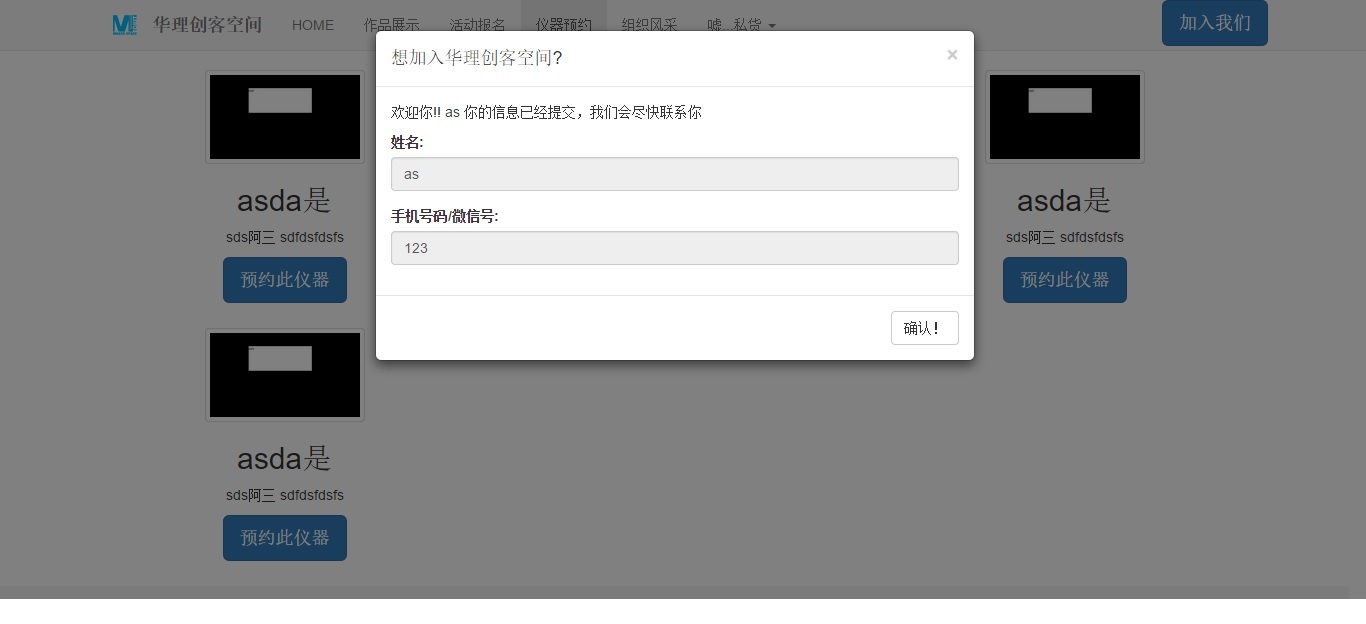 华理创客空间 HOME 作品展示 活动报名 仪器预约 组织风采 嘘...私货 加入我们
想加入华理创客空间?
×
欢迎你!! as 你的信息已经提交，我们会尽快联系你
姓名:
as
手机号码/微信号:
123
确认！
asda是
sds阿三 sdfdsfdsfs
预约此仪器
asda是
sds阿三 sdfdsfdsfs
预约此仪器
asda是
sds阿三 sdfdsfdsfs
预约此仪器